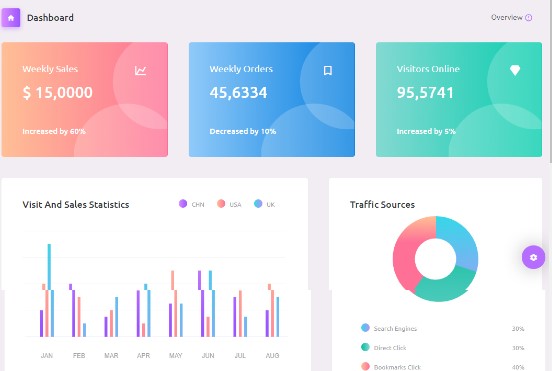 Dashboard
Overview
Weekly Sales
$ 15,0000
Increased by 60%
Weekly Orders
45,6334
Decreased by 10%
Visitors Online
95,5741
Increased by 5%
Visit And Sales Statistics
CHN USA UK
JAN FEB MAR APR MAY JUN JUL AUG
Traffic Sources
Search Engines 30%
Direct Click 30%
Bookmarks Click 40%